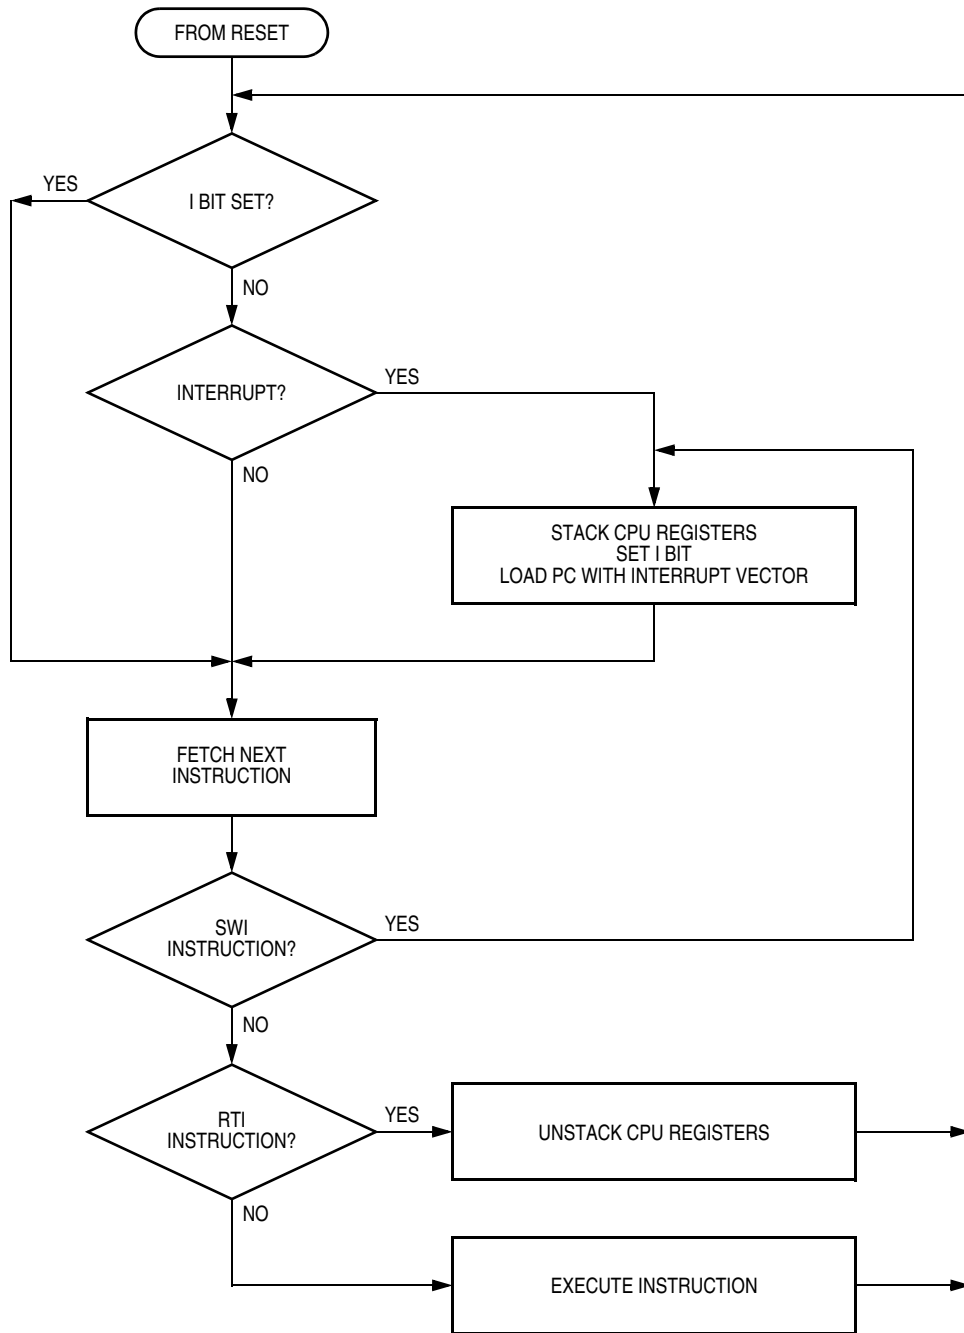 FROM RESET
I BIT SET?
YES
NO
INTERRUPT?
YES
NO
STACK CPU REGISTERS
SET I BIT
LOAD PC WITH INTERRUPT VECTOR
FETCH NEXT
INSTRUCTION
SWI
INSTRUCTION?
YES
NO
RTI
INSTRUCTION?
YES
UNSTACK CPU REGISTERS
NO
EXECUTE INSTRUCTION